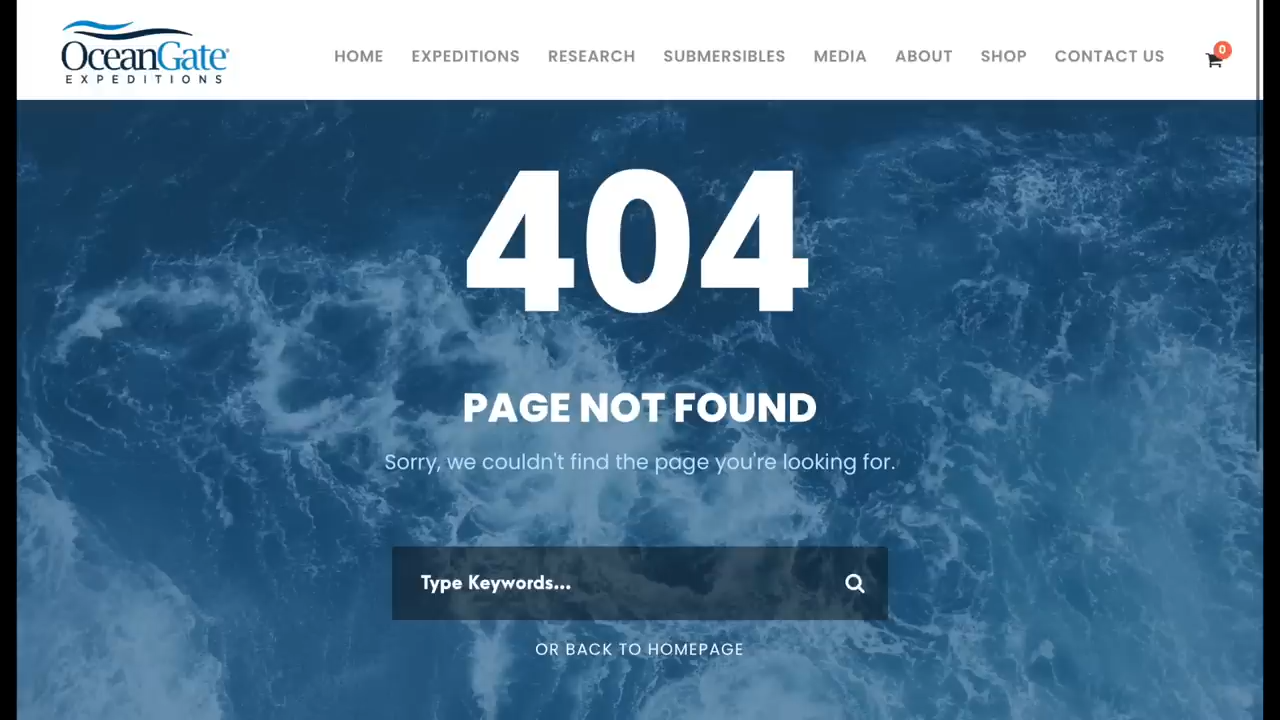 OceanGate®
EXPEDITIONS
HOME EXPEDITIONS RESEARCH SUBMERSIBLES MEDIA ABOUT SHOP CONTACT US 0
404
PAGE NOT FOUND
Sorry, we couldn't find the page you're looking for.
Type Keywords...
OR BACK TO HOMEPAGE